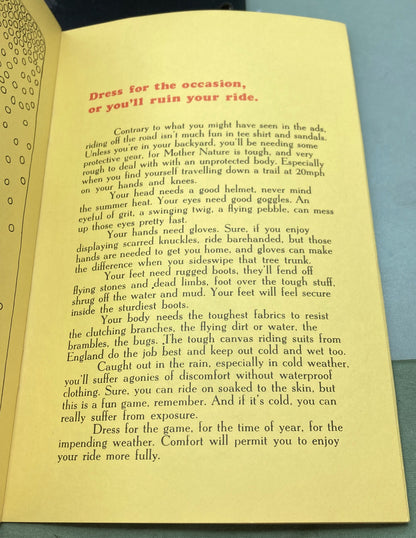 Dress for the occasion,
or you'll ruin your ride.
Contrary to what you might have seen in the ads,
riding off the road isn't much fun in tee shirt and sandals.
Unless you're in your backyard, you'll be needing some
protective gear, for Mother Nature is tough, and very
rough to deal with with an unprotected body. Especially
when you find yourself travelling down a trail at 20mph
on your hands and knees.
Your head needs a good helmet, never mind
the summer heat. Your eyes need good goggles. An
eyeful of grit, a swinging twig, a flying pebble, can mess
up those eyes pretty fast.
Your hands need gloves. Sure, if you enjoy
displaying scarred knuckles, ride barehanded, but those
hands are needed to get you home, and gloves can make
the difference when you sideswipe that tree trunk.
Your feet need rugged boots, they'll fend off
flying stones and dead limbs, foot over the tough stuff,
shrug off the water and mud. Your feet will feel secure
inside the sturdiest boots.
Your body needs the toughest fabrics to resist
the clutching branches, the flying dirt or water, the
brambles, the bugs. The tough canvas riding suits from
England do the job best and keep out cold and wet too.
Caught out in the rain, especially in cold weather,
you'll suffer agonies of discomfort without waterproof
clothing. Sure, you can ride on soaked to the skin, but
this is a fun game, remember. And if it's cold, you can
really suffer from exposure.
Dress for the game, for the time of year, for the
impending weather. Comfort will permit you to enjoy
your ride more fully.